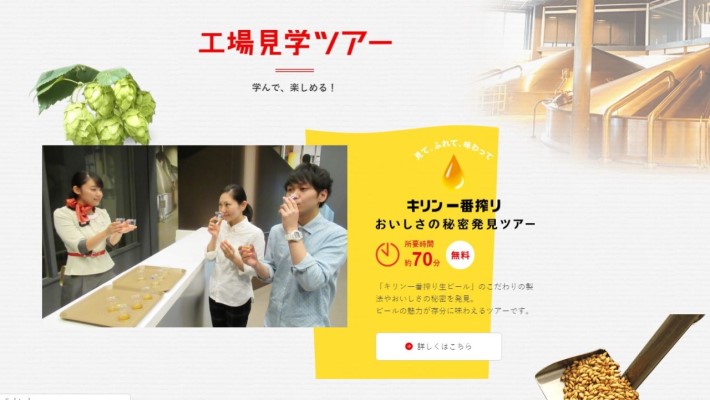 工場見学ツアー
学んで、楽しめる！
見て、ふれて、味わって
キリン一番搾り
おいしさの秘密発見ツアー
所要時間
約70分
無料
「キリン一番搾り生ビール」のこだわりの製
法やおいしさの秘密を発見。
ビールの魅力が存分に味わえるツアーです。
詳しくはこちら